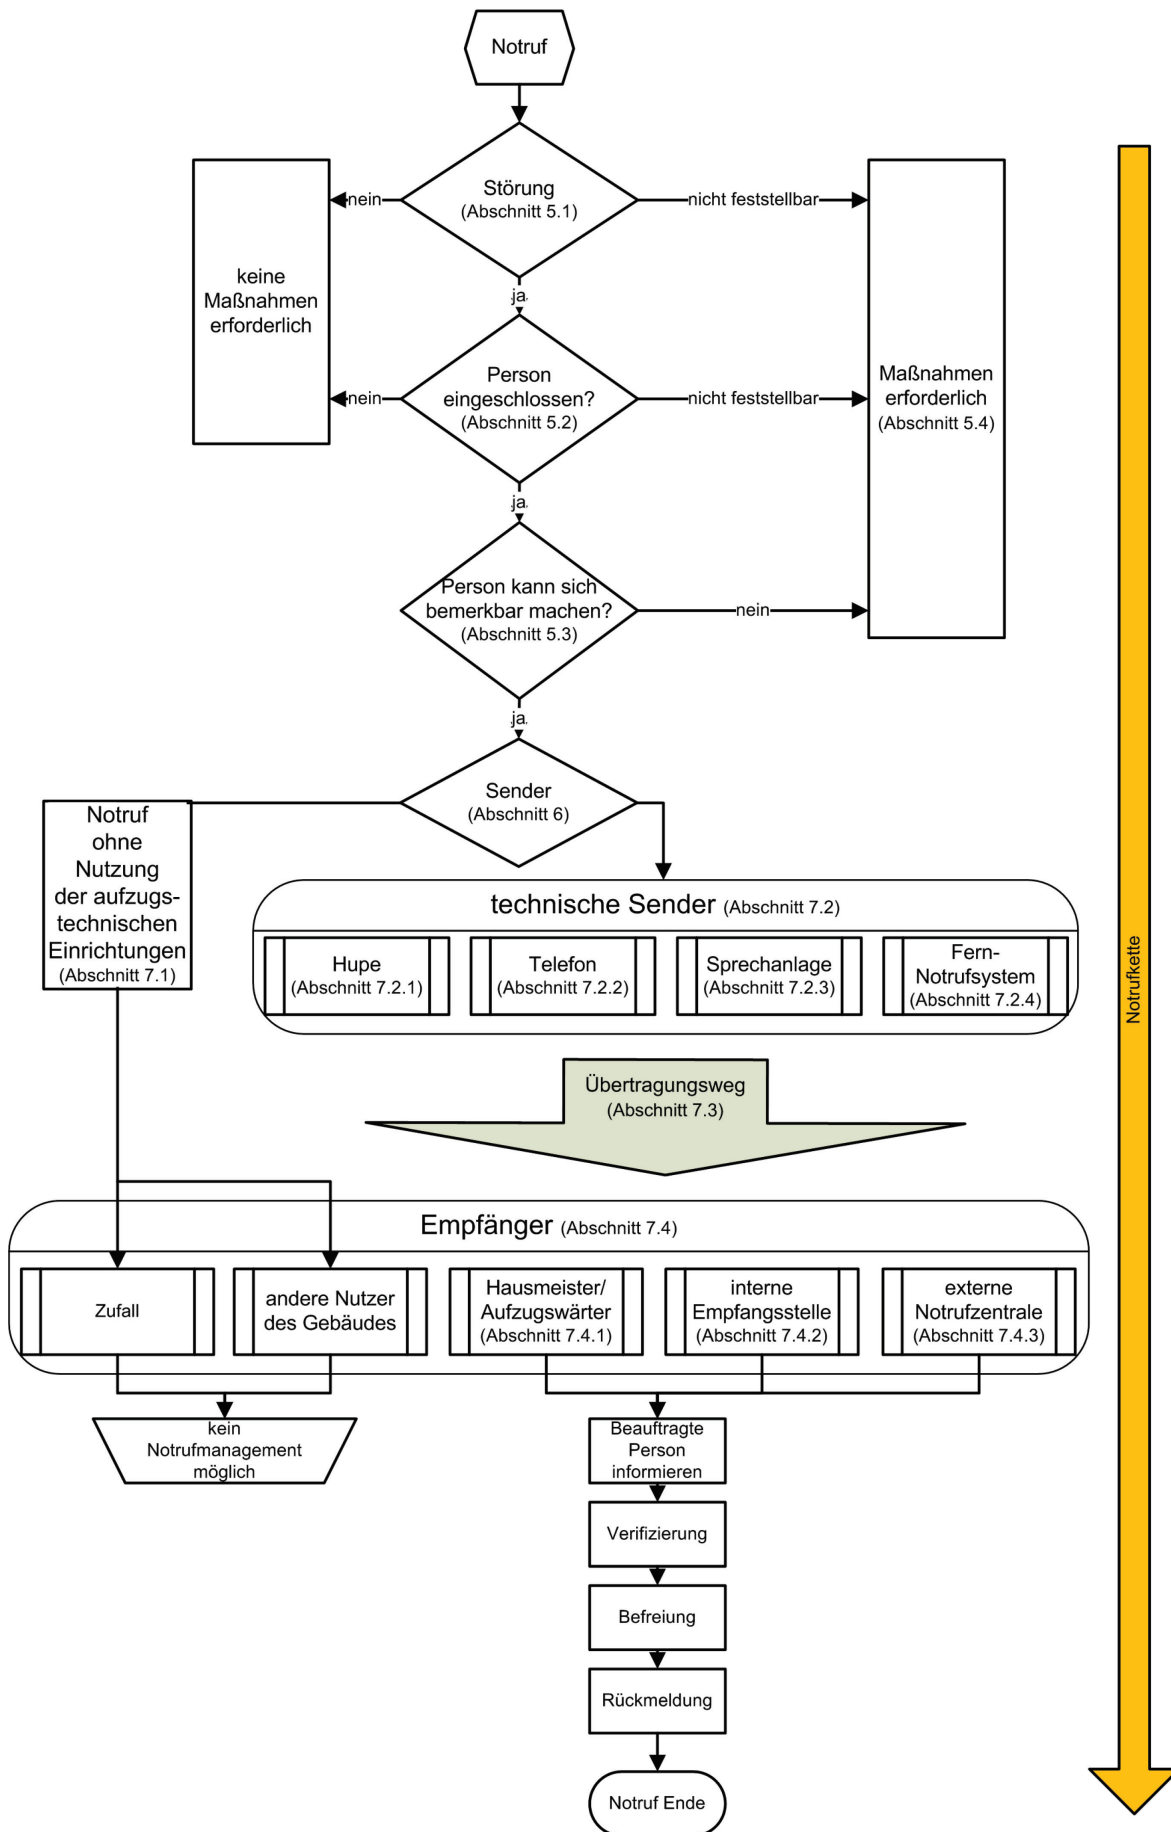 Notruf
Störung
(Abschnitt 5.1)
nein
nicht feststellbar
keine
Maßnahmen
erforderlich
ja
Person
eingeschlossen?
(Abschnitt 5.2)
nein
nicht feststellbar
Maßnahmen
erforderlich
(Abschnitt 5.4)
ja
Person kann sich
bemerkbar machen?
(Abschnitt 5.3)
nein
ja
Sender
(Abschnitt 6)
Notruf
ohne
Nutzung
der aufzugs-
technischen
Einrichtungen
(Abschnitt 7.1)
technische Sender (Abschnitt 7.2)
Hupe
(Abschnitt 7.2.1)
Telefon
(Abschnitt 7.2.2)
Sprechanlage
(Abschnitt 7.2.3)
Fern-
Notrufsystem
(Abschnitt 7.2.4)
Notrufkette
Übertragungsweg
(Abschnitt 7.3)
Empfänger (Abschnitt 7.4)
Zufall
andere Nutzer
des Gebäudes
Hausmeister/
Aufzugswärter
(Abschnitt 7.4.1)
interne
Empfangsstelle
(Abschnitt 7.4.2)
externe
Notrufzentrale
(Abschnitt 7.4.3)
kein
Notrufmanagement
möglich
Beauftragte
Person
informieren
Verifizierung
Befreiung
Rückmeldung
Notruf Ende